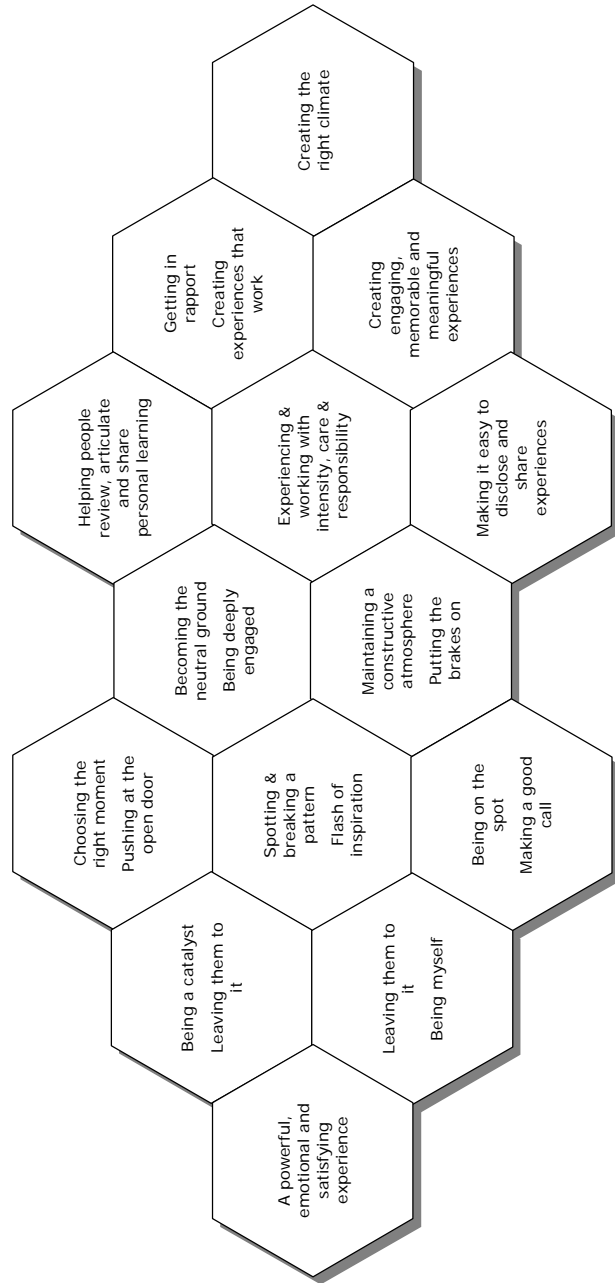 A powerful,
emotional and
satisfying
experience
Leaving them to
it
Being myself
Being a catalyst
Leaving them to
it
Being on the
spot
Making a good
call
Spotting &
breaking a
pattern
Flash of
inspiration
Choosing the
right moment
Pushing at the
open door
Maintaining a
constructive
atmosphere
Putting the
brakes on
Becoming the
neutral ground
Being deeply
engaged
Making it easy to
disclose and
share
experiences
Experiencing &
working with
intensity, care &
responsibility
Helping people
review, articulate
and share
personal learning
Creating
engaging,
memorable and
meaningful
experiences
Getting in
rapport
Creating
experiences that
work
Creating the
right climate